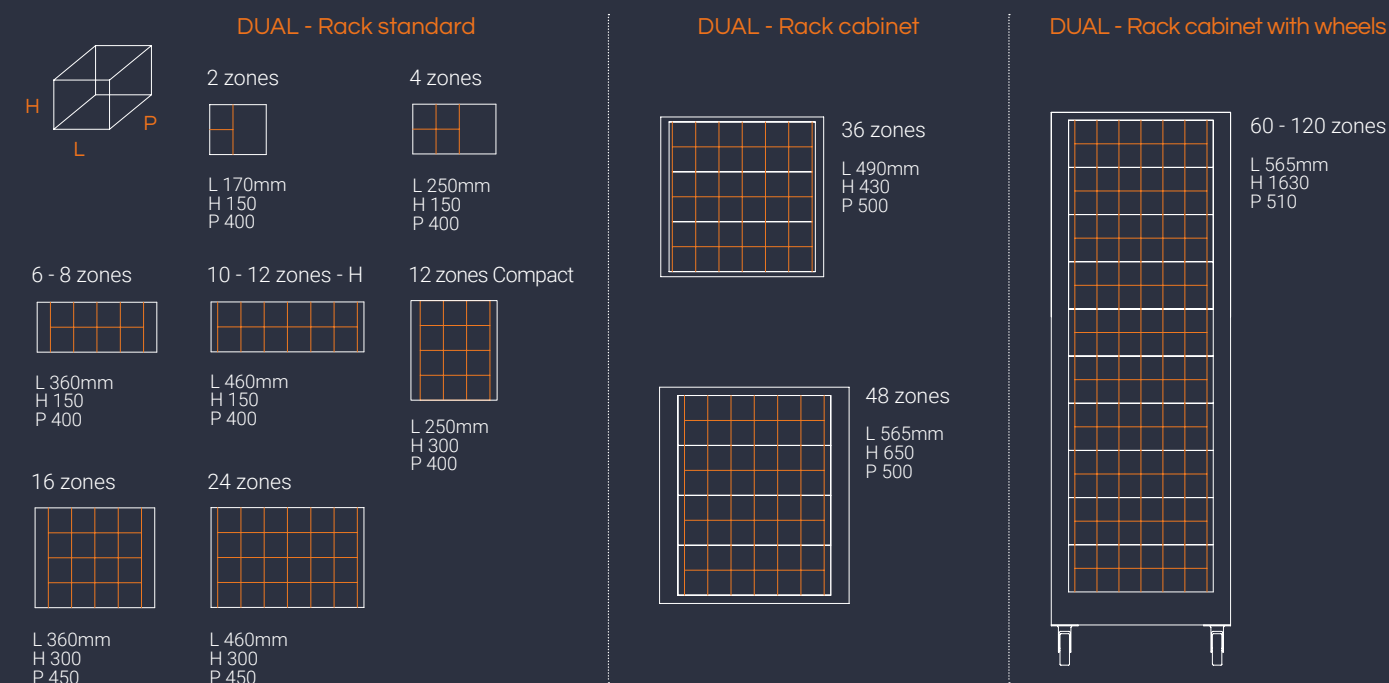 DUAL - Rack standard
H
P
L
2 zones
L 170mm
H 150
P 400
4 zones
L 250mm
H 150
P 400
6 - 8 zones
L 360mm
H 150
P 400
10 - 12 zones - H
L 460mm
H 150
P 400
12 zones Compact
L 250mm
H 300
P 400
16 zones
L 360mm
H 300
P 450
24 zones
L 460mm
H 300
P 450
DUAL - Rack cabinet
36 zones
L 490mm
H 430
P 500
48 zones
L 565mm
H 650
P 500
DUAL - Rack cabinet with wheels
60 - 120 zones
L 565mm
H 1630
P 510